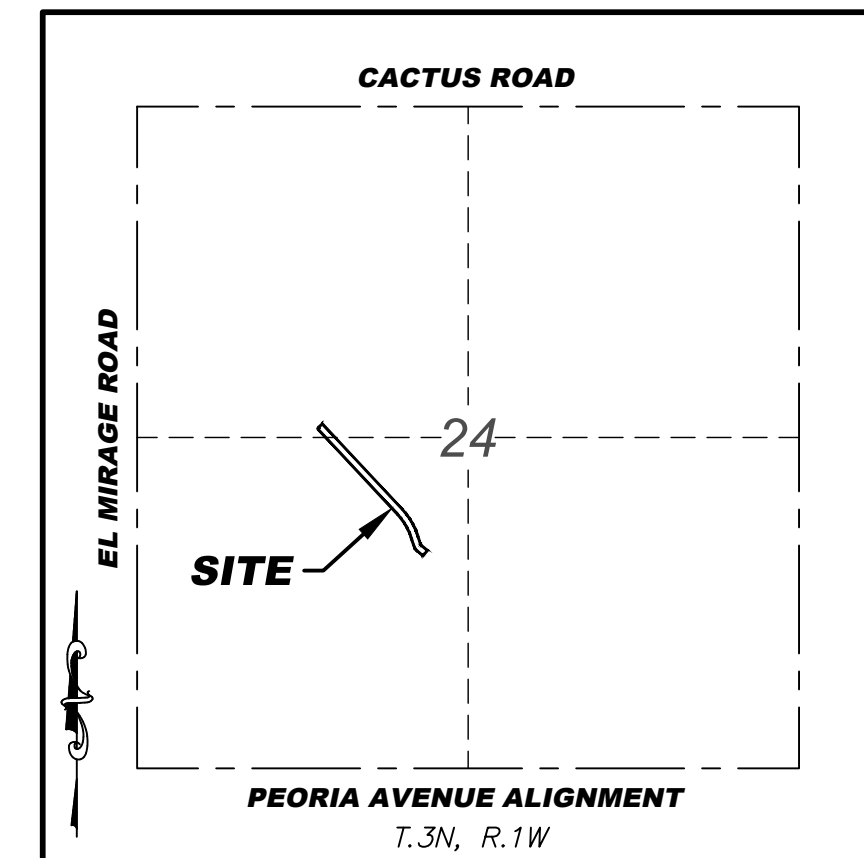 CACTUS ROAD
EL MIRAGE ROAD
24
SITE
PEORIA AVENUE ALIGNMENT
T.3N, R.1W